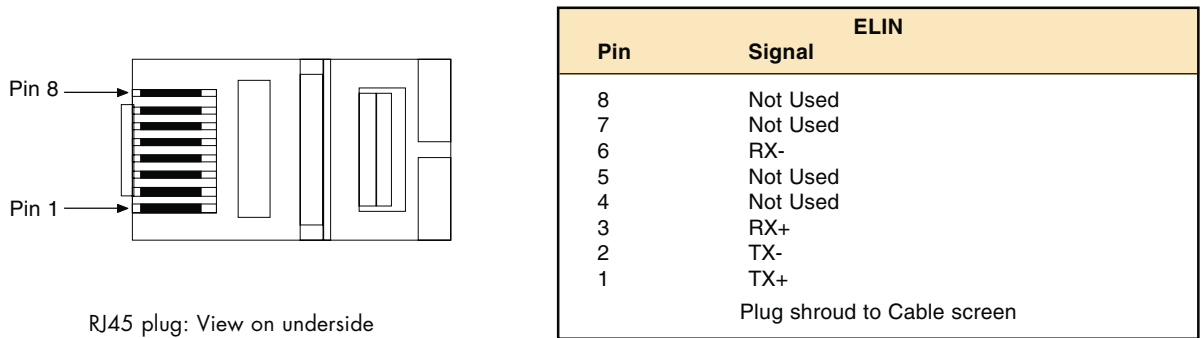 Pin 8
Pin 1
RJ45 plug: View on underside
ELIN
Pin Signal
8 Not Used
7 Not Used
6 RX-
5 Not Used
4 Not Used
3 RX+
2 TX-
1 TX+
Plug shroud to Cable screen